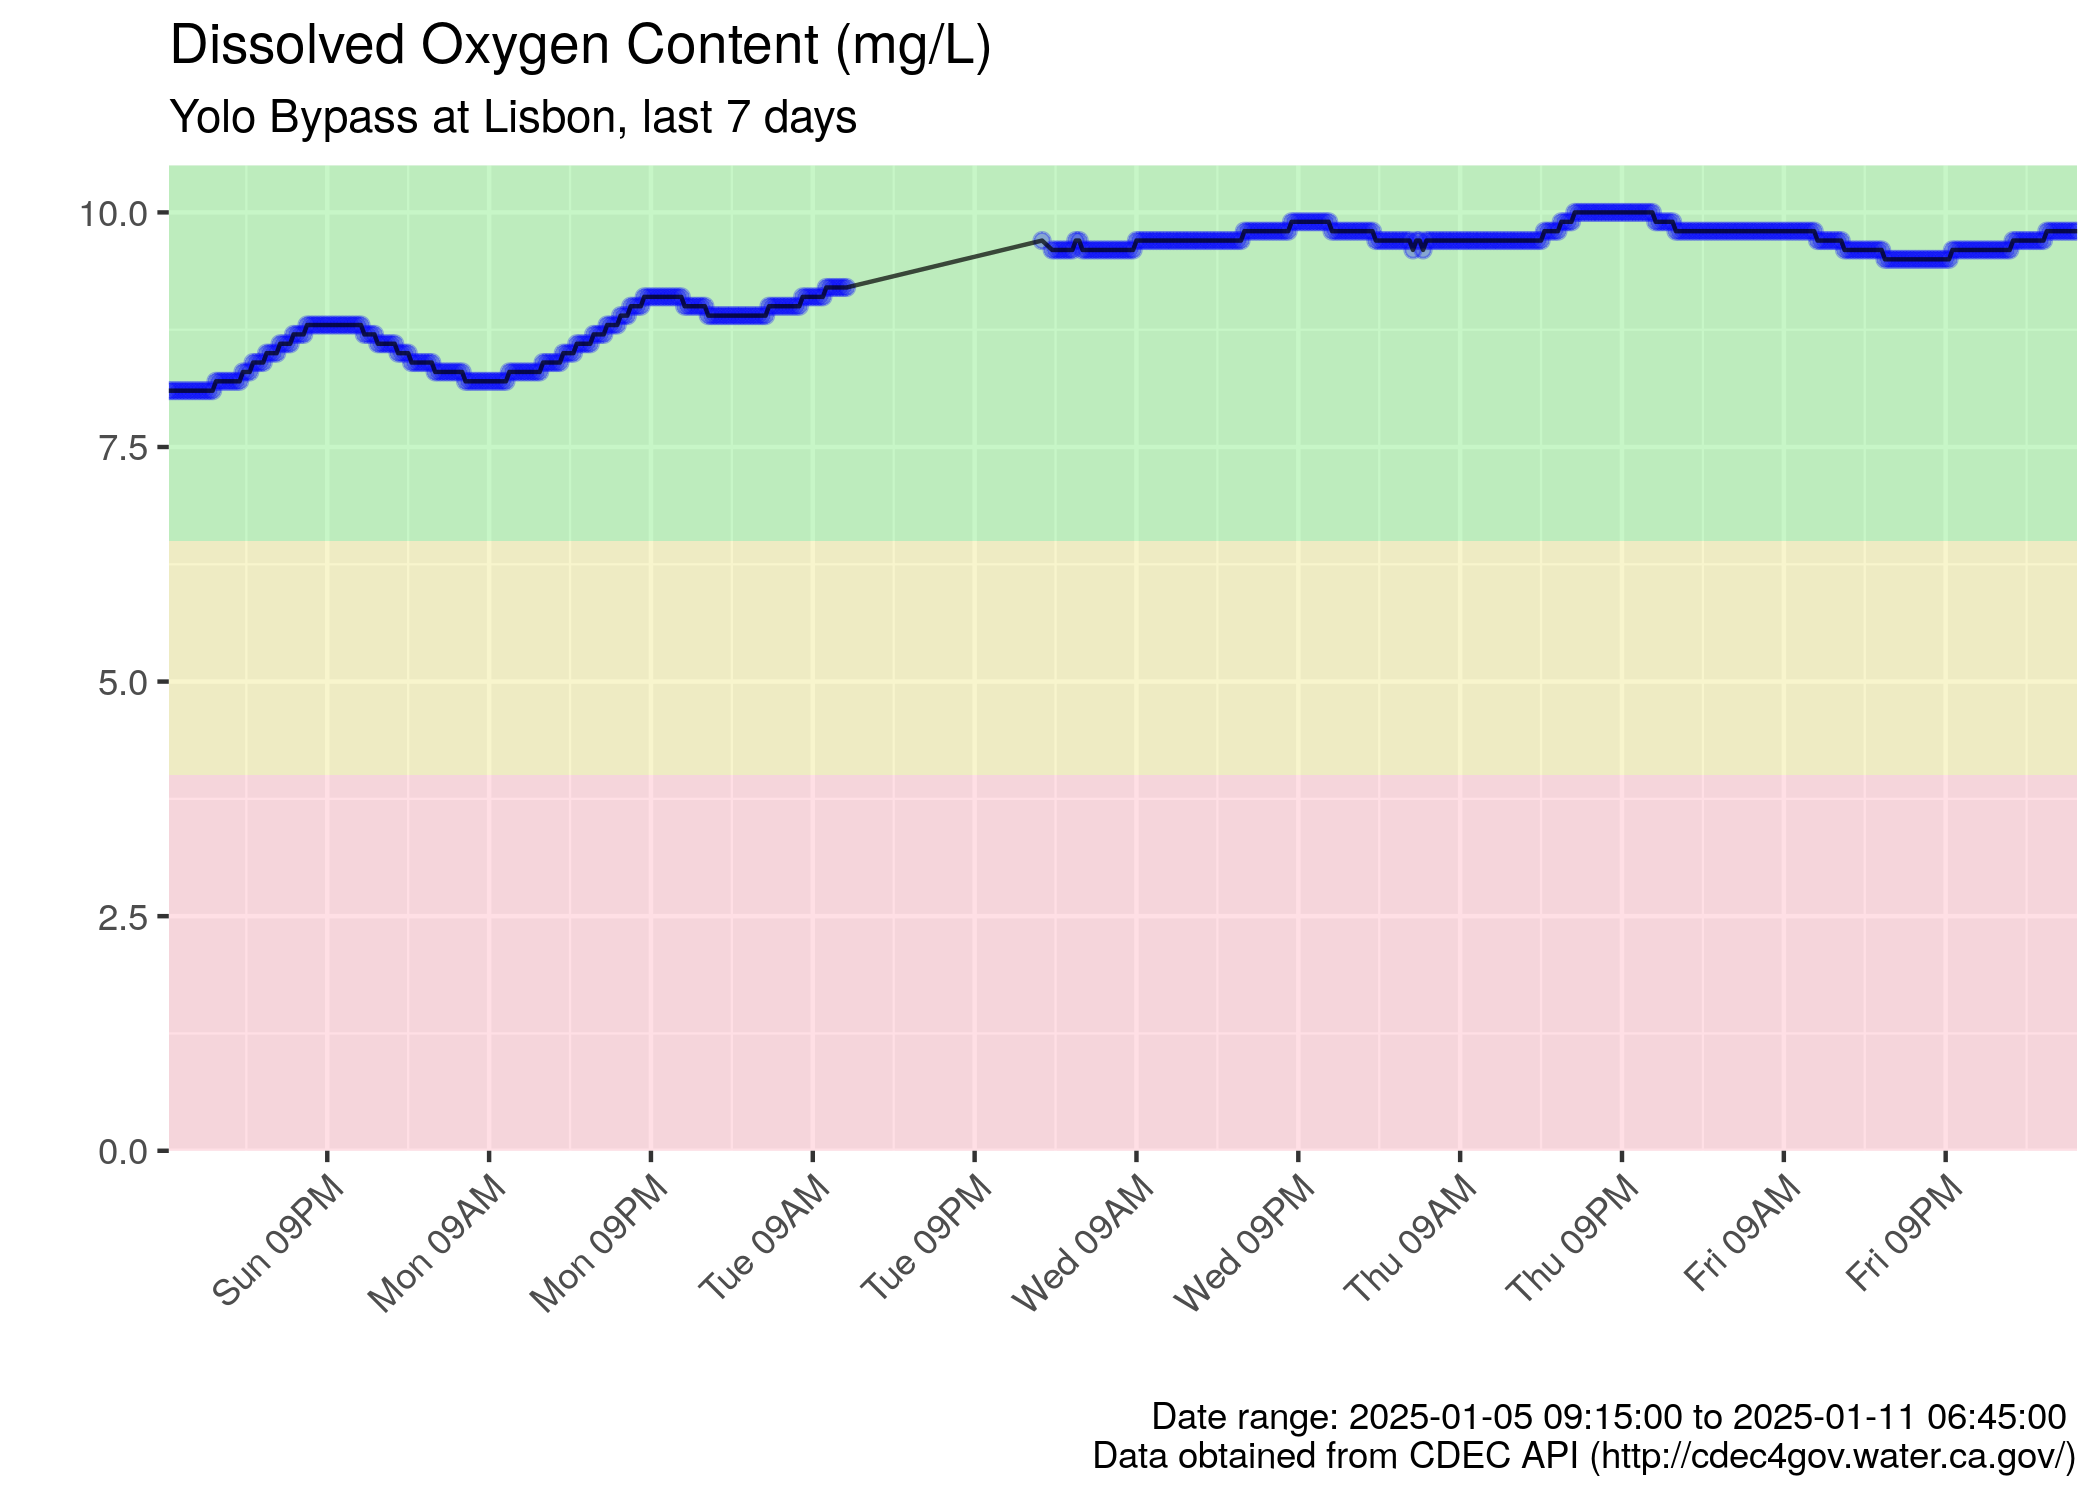 Dissolved Oxygen Content (mg/L)
Yolo Bypass at Lisbon, last 7 days
10.0
7.5
5.0
2.5
0.0
Sun 09PM
Mon 09AM
Mon 09PM
Tue 09AM
Tue 09PM
Wed 09AM
Wed 09PM
Thu 09AM
Thu 09PM
Fri 09AM
Fri 09PM
Date range: 2025-01-05 09:15:00 to 2025-01-11 06:45:00
Data obtained from CDEC API (http://cdec4gov.water.ca.gov/)